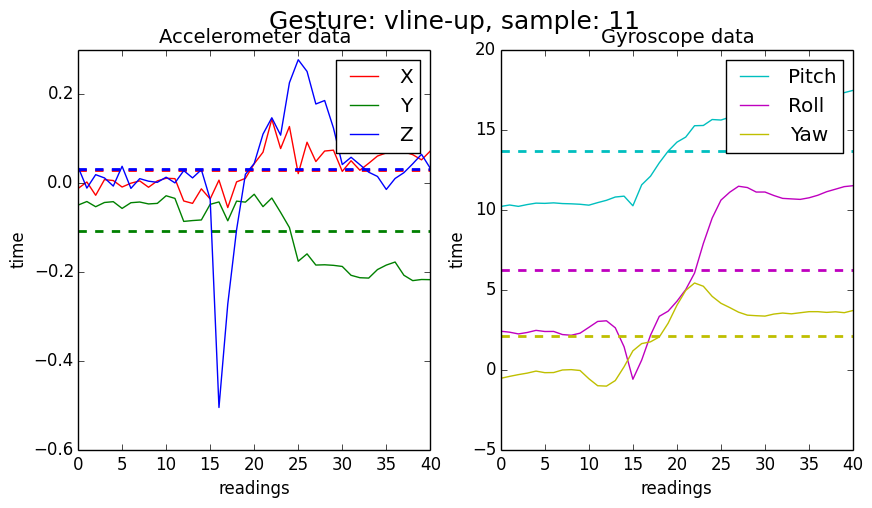 Gesture: vline-up, sample: 11
Accelerometer data
Gyroscope data
X
Y
Z
Pitch
Roll
Yaw
0.2
0.0
−0.2
−0.4
−0.6
time
0 5 10 15 20 25 30 35 40
readings
20
15
10
5
0
−5
time
0 5 10 15 20 25 30 35 40
readings